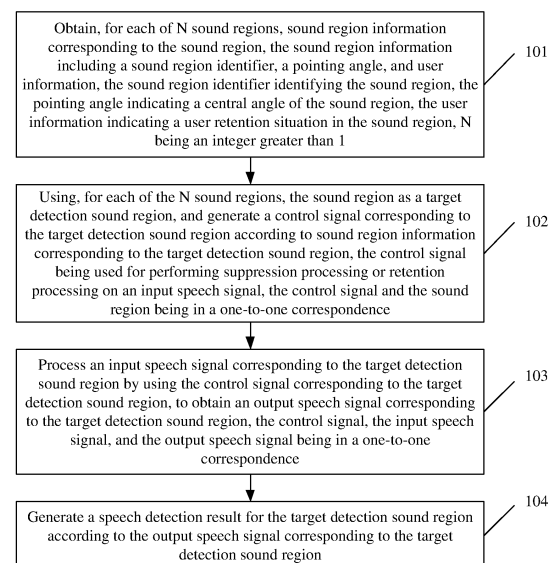 Obtain, for each of N sound regions, sound region information
corresponding to the sound region, the sound region information
including a sound region identifier, a pointing angle, and user
information, the sound region identifier identifying the sound region, the
pointing angle indicating a central angle of the sound region, the user
information indicating a user retention situation in the sound region, N
being an integer greater than 1
101
Using, for each of the N sound regions, the sound region as a target
detection sound region, and generate a control signal corresponding to
the target detection sound region according to sound region information
corresponding to the target detection sound region, the control signal
being used for performing suppression processing or retention
processing on an input speech signal, the control signal and the sound
region being in a one-to-one correspondence
102
Process an input speech signal corresponding to the target detection
sound region by using the control signal corresponding to the target
detection sound region, to obtain an output speech signal corresponding
to the target detection sound region, the control signal, the input speech
signal, and the output speech signal being in a one-to-one
correspondence
103
Generate a speech detection result for the target detection sound region
according to the output speech signal corresponding to the target
detection sound region
104